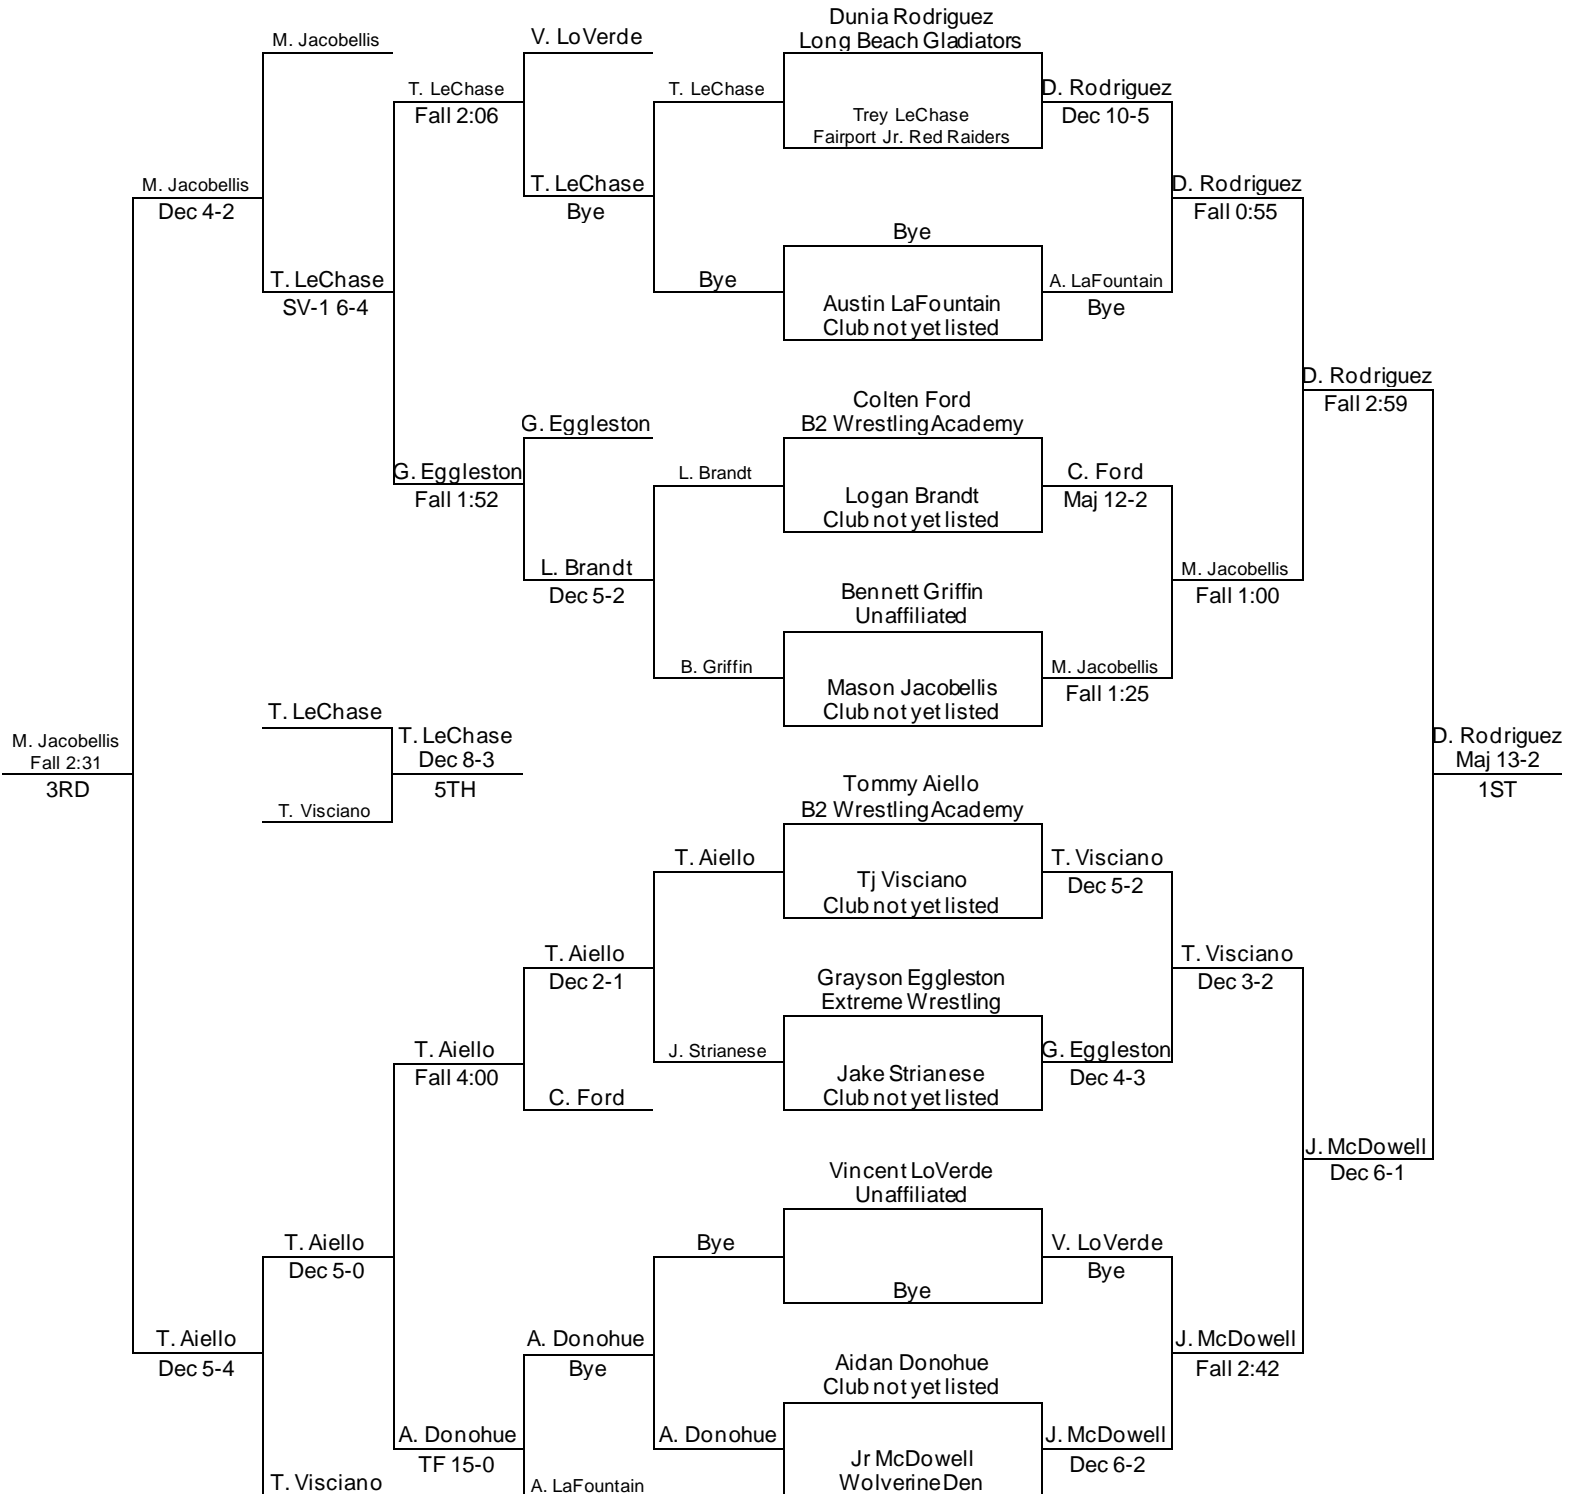 Dunia Rodriguez
Long Beach Gladiators
M. Jacobellis
V. LoVerde
T. LeChase
Fall 2:06
T. LeChase
Trey LeChase
Fairport Jr. Red Raiders
D. Rodriguez
Dec 10-5
M. Jacobellis
Dec 4-2
T. LeChase
Bye
D. Rodriguez
Fall 0:55
Bye
T. LeChase
SV-1 6-4
Bye
Austin LaFountain
Club not yet listed
A. LaFountain
Bye
D. Rodriguez
Fall 2:59
Colten Ford
B2 Wrestling Academy
G. Eggleston
G. Eggleston
Fall 1:52
L. Brandt
Logan Brandt
Club not yet listed
C. Ford
Maj 12-2
L. Brandt
Dec 5-2
M. Jacobellis
Fall 1:00
Bennett Griffin
Unaffiliated
B. Griffin
Mason Jacobellis
Club not yet listed
M. Jacobellis
Fall 1:25
T. LeChase
M. Jacobellis
Fall 2:31
3RD
T. LeChase
Dec 8-3
5TH
D. Rodriguez
Maj 13-2
1ST
T. Visciano
Tommy Aiello
B2 Wrestling Academy
T. Aiello
Tj Visciano
Club not yet listed
T. Visciano
Dec 5-2
T. Aiello
Dec 2-1
T. Visciano
Dec 3-2
Grayson Eggleston
Extreme Wrestling
T. Aiello
Fall 4:00
J. Strianese
Jake Strianese
Club not yet listed
G. Eggleston
Dec 4-3
C. Ford
J. McDowell
Dec 6-1
Vincent LoVerde
Unaffiliated
T. Aiello
Dec 5-0
Bye
Bye
V. LoVerde
Bye
T. Aiello
Dec 5-4
A. Donohue
Bye
J. McDowell
Fall 2:42
Aidan Donohue
Club not yet listed
A. Donohue
TF 15-0
A. Donohue
Jr McDowell
Wolverine Den
J. McDowell
Dec 6-2
T. Visciano
A. LaFountain